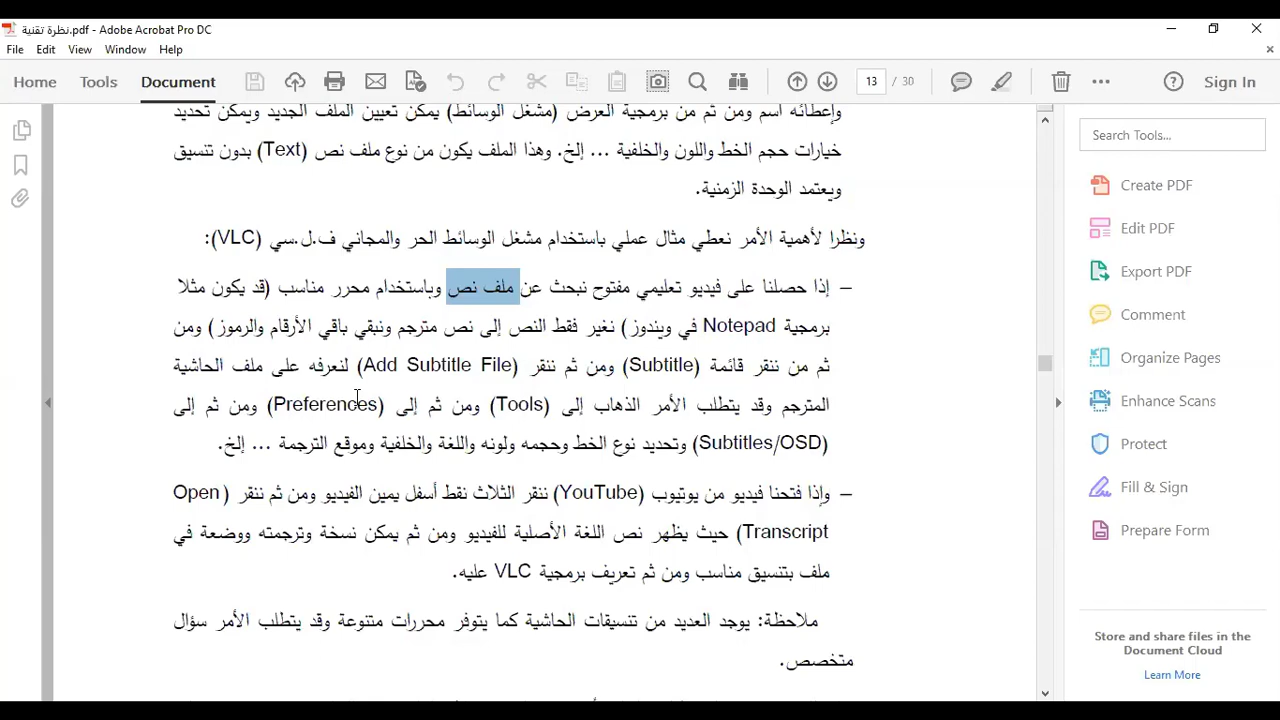 نظرة تقنية.pdf - Adobe Acrobat Pro DC
File Edit View Window Help
Home Tools Document 13 / 30 Sign In
وإعطائه اسم ومن ثم من برمجية العرض (مشغل الوسائط) يمكن تعيين الملف الجديد ويمكن تحديد
خيارات حجم الخط واللون والخلفية ... إلخ. وهذا الملف يكون من نوع ملف نص (Text) بدون تنسيق
ويعتمد الوحدة الزمنية.
ونظرا لأهمية الأمر نعطي مثال عملي باستخدام مشغل الوسائط الحر والمجاني ف.ل.سي (VLC):
– إذا حصلنا على فيديو تعليمي مفتوح نبحث عن ملف نص وباستخدام محرر مناسب (قد يكون مثلا
برمجية Notepad في ويندوز) نغير فقط النص إلى نص مترجم ونبقي باقي الأرقام والرموز) ومن
ثم من ننقر قائمة (Subtitle) ومن ثم ننقر (Add Subtitle File) لنعرفه على ملف الحاشية
المترجم وقد يتطلب الأمر الذهاب إلى (Tools) ومن ثم إلى (Preferences) ومن ثم إلى
(Subtitles/OSD) وتحديد نوع الخط وحجمه ولونه واللغة والخلفية وموقع الترجمة ... إلخ.
– وإذا فتحنا فيديو من يوتيوب (YouTube) ننقر الثلاث نقط أسفل يمين الفيديو ومن ثم ننقر (Open
Transcript) حيث يظهر نص اللغة الأصلية للفيديو ومن ثم يمكن نسخة وترجمته ووضعة في
ملف بتنسيق مناسب ومن ثم تعريف برمجية VLC عليه.
ملاحظة: يوجد العديد من تنسيقات الحاشية كما يتوفر محررات متنوعة وقد يتطلب الأمر سؤال
متخصص.
Search Tools...
Create PDF
Edit PDF
Export PDF
Comment
Organize Pages
Enhance Scans
Protect
Fill & Sign
Prepare Form
Store and share files in the
Document Cloud
Learn More